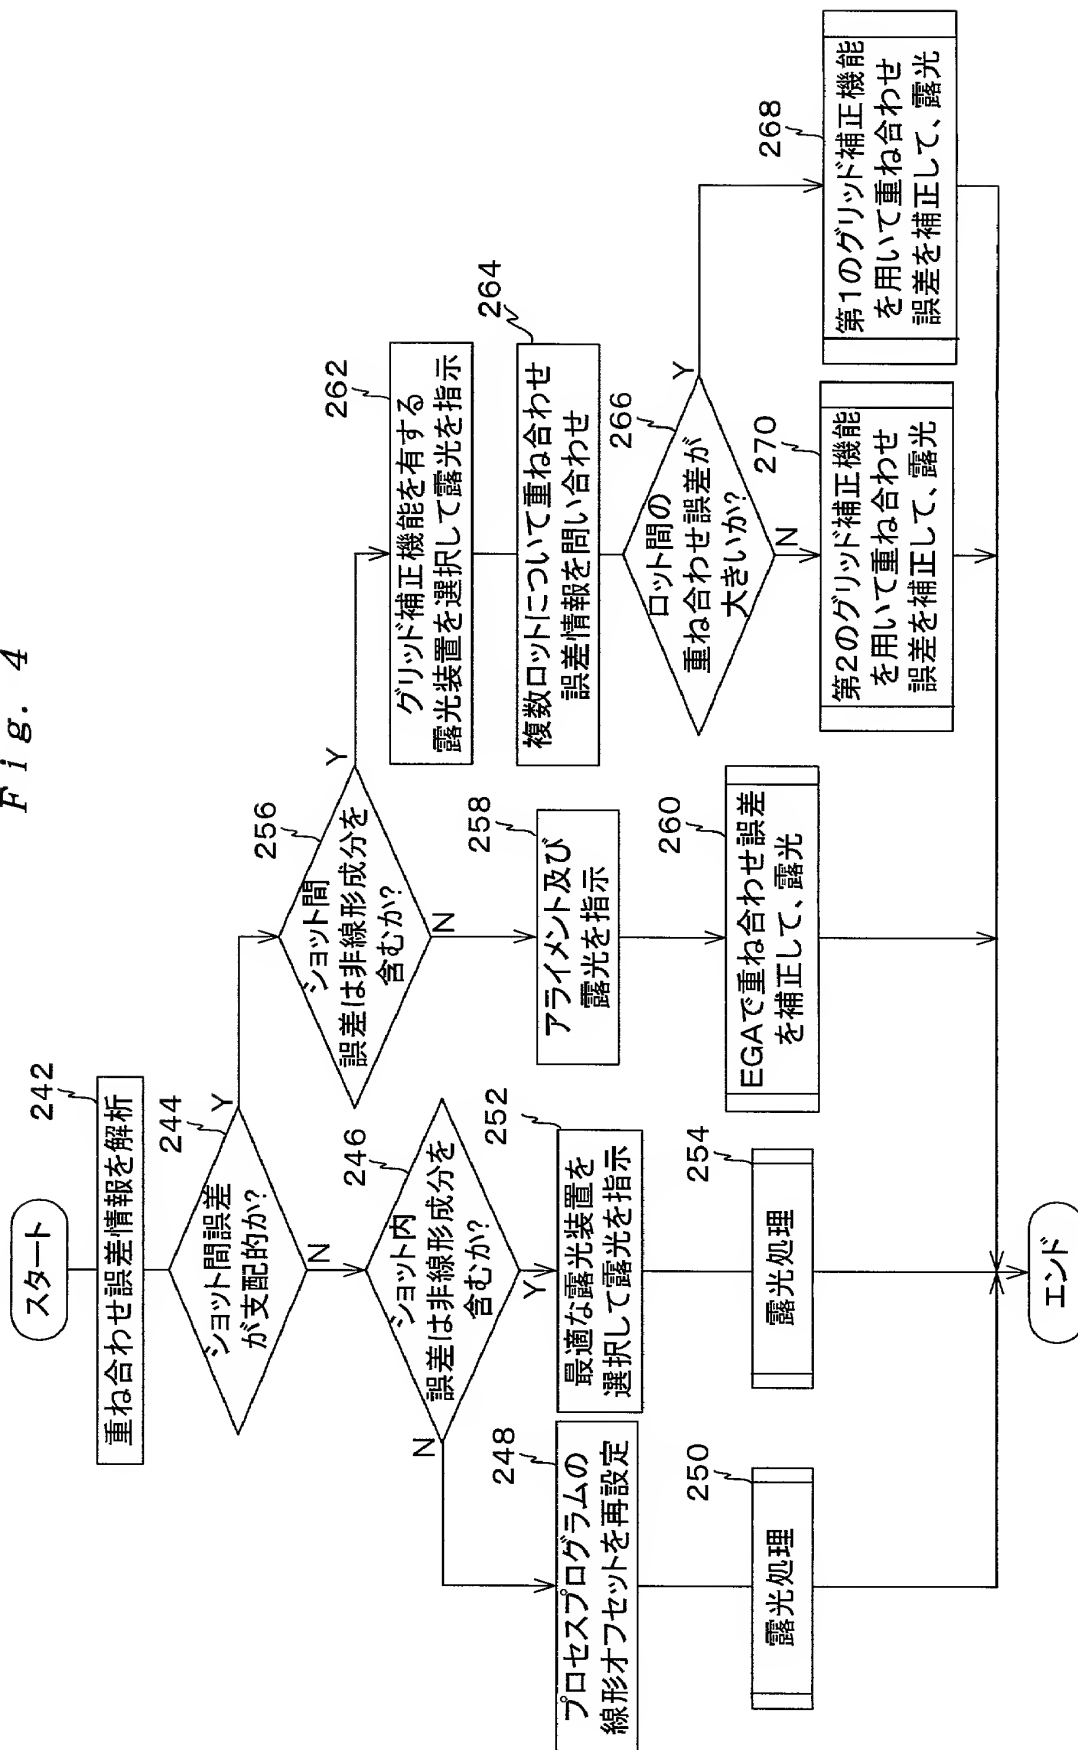 Fig. 4
スタート
242
重ね合わせ誤差情報を解析
244
ショット間誤差
が支配的か?
Y
N
246
ショット内
誤差は非線形成分を
含むか?
N
Y
248
プロセスプログラムの
線形オフセットを再設定
250
露光処理
252
最適な露光装置を
選択して露光を指示
254
露光処理
256
ショット間
誤差は非線形成分を
含むか?
Y
N
258
アライメント及び
露光を指示
260
EGAで重ね合わせ誤差
を補正して、露光
262
グリッド補正機能を有する
露光装置を選択して露光を指示
264
複数ロットについて重ね合わせ
誤差情報を問い合わせ
266
ロット間の
重ね合わせ誤差が
大きいか?
Y
N
268
第1のグリッド補正機能
を用いて重ね合わせ
誤差を補正して、露光
270
第2のグリッド補正機能
を用いて重ね合わせ
誤差を補正して、露光
エンド